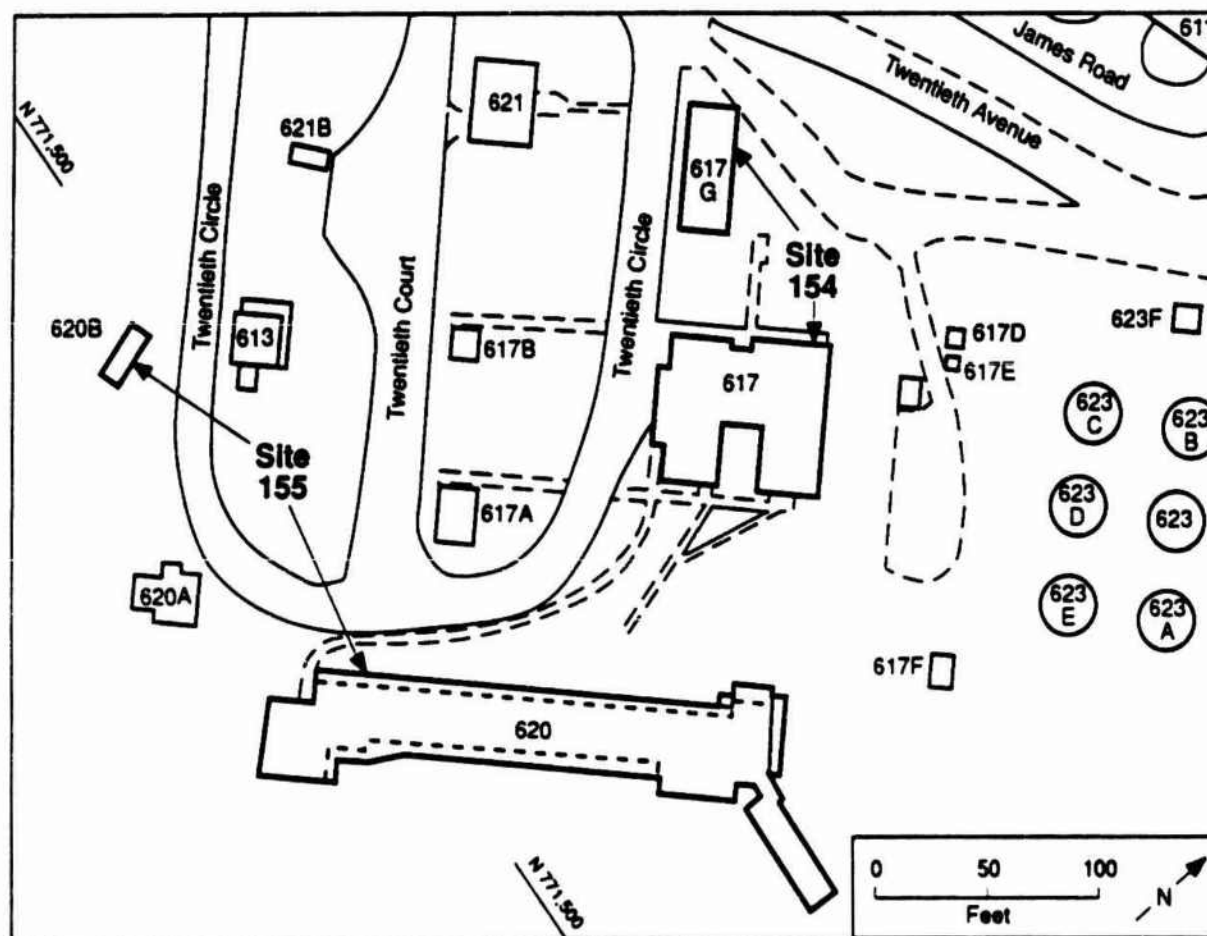 James Road
617
Twentieth Avenue
N 771,500
621
621B
617
G
Twentieth Circle
Twentieth Court
Twentieth Circle
Site
154
620B
613
617B
617
617D
617E
623F
623
C
623
B
Site
155
617A
623
D
623
620A
623
E
623
A
617F
620
N 771,500
0 50 100
Feet
N